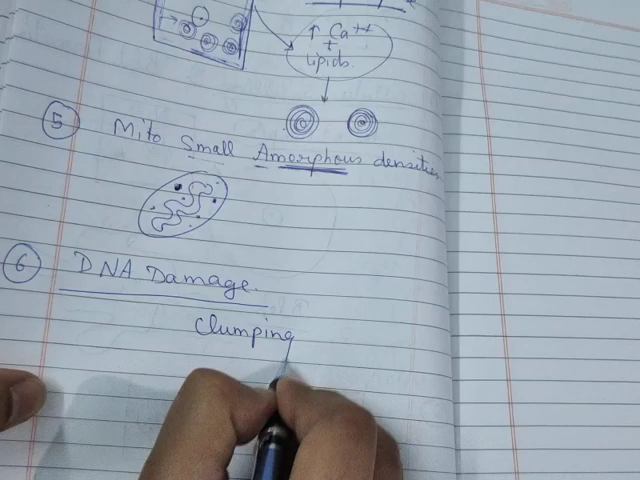 ↑ Ca++
+
Lipids.
5 Mito Small Amorphous densities
6 DNA Damage.
Clumping